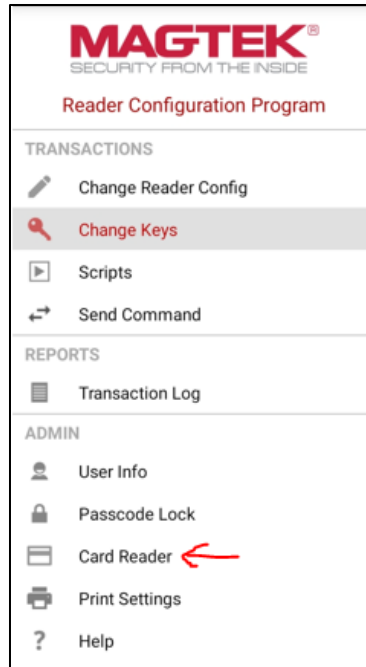 MAGTEK®
SECURITY FROM THE INSIDE
Reader Configuration Program
TRANSACTIONS
Change Reader Config
Change Keys
Scripts
Send Command
REPORTS
Transaction Log
ADMIN
User Info
Passcode Lock
Card Reader
Print Settings
? Help